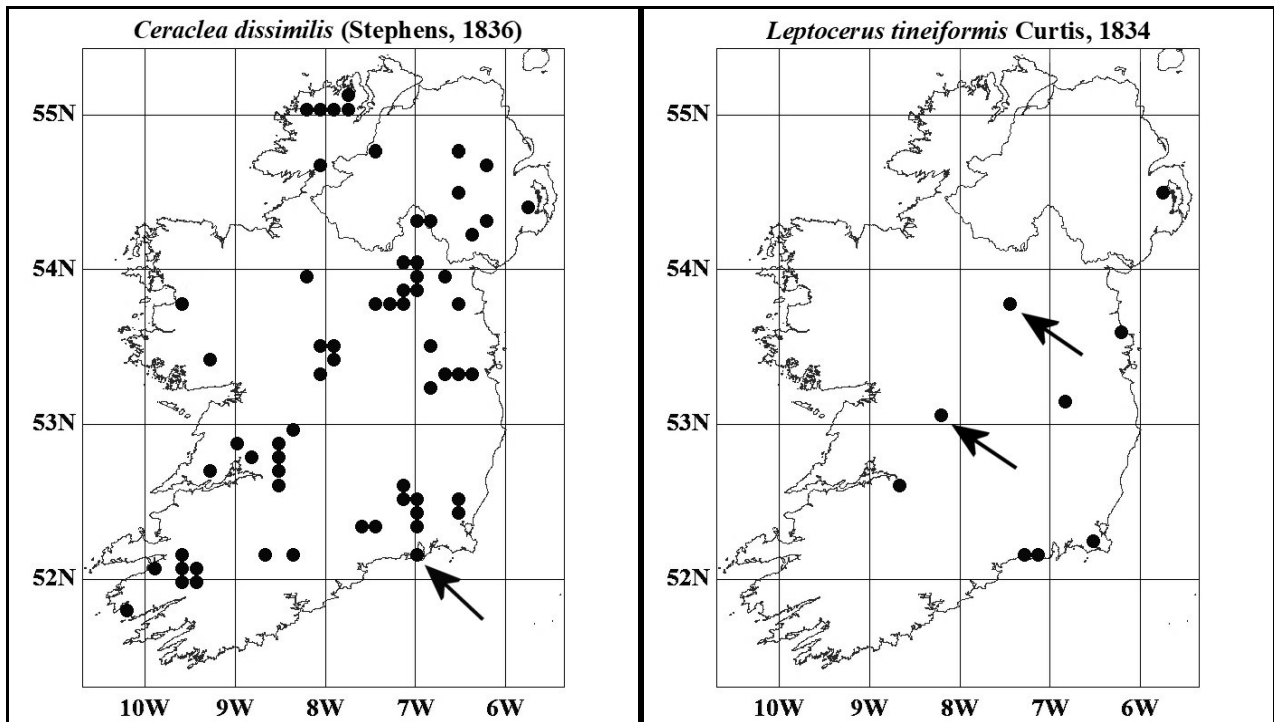 Ceraclea dissimilis (Stephens, 1836)
55N
54N
53N
52N
10W 9W 8W 7W 6W
Leptocerus tineiformis Curtis, 1834
55N
54N
53N
52N
10W 9W 8W 7W 6W